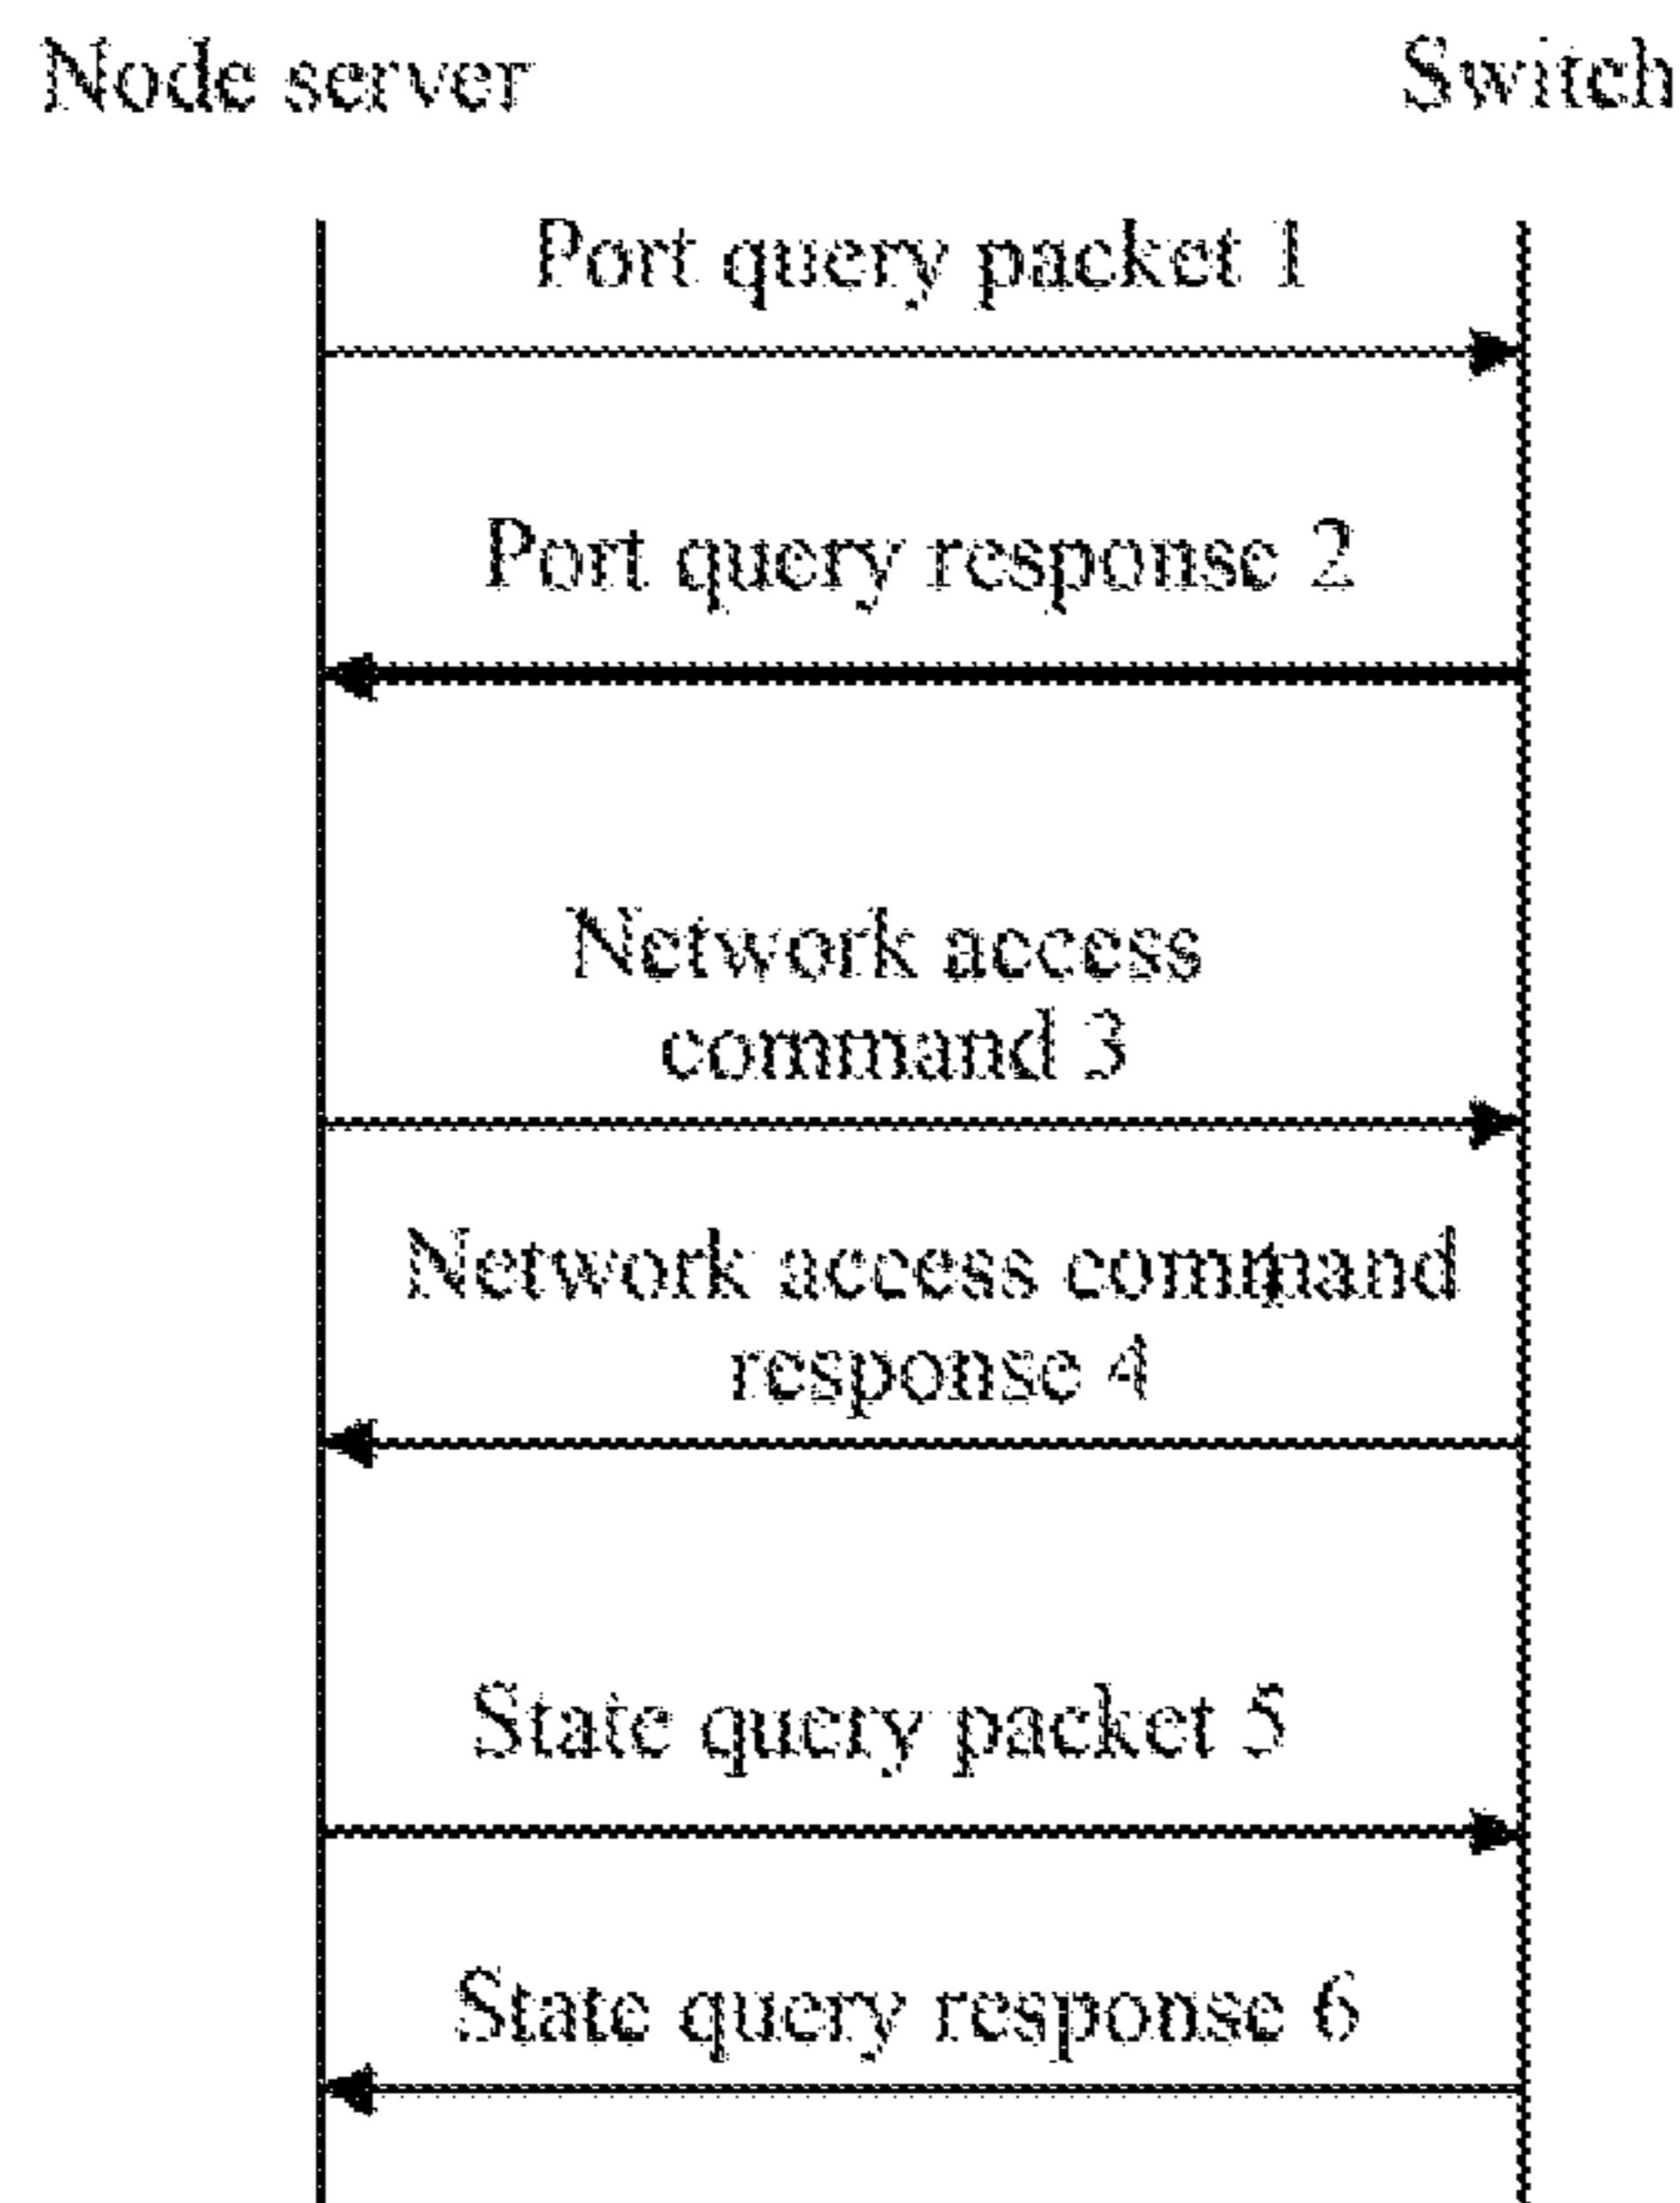 Node server Switch
Port query packet 1
Port query response 2
Network access
command 3
Network access command
response 4
State query packet 5
State query response 6